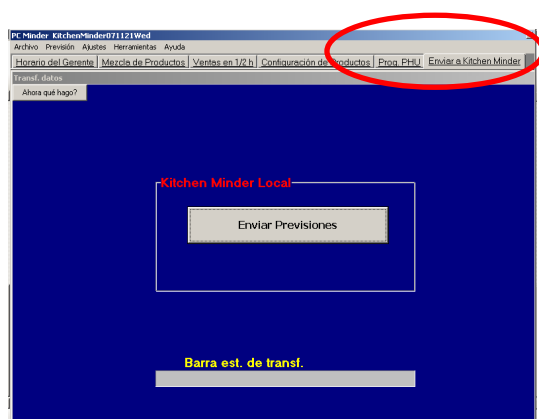 PC Minder KitchenMinder071121Wed
Archivo Previsión Ajustes Herramientas Ayuda
Horario del Gerente Mezcla de Productos Ventas en 1/2 h Configuración de Productos Prog. PHU Enviar a Kitchen Minder
Transf. datos
Ahora qué hago?
Kitchen Minder Local
Enviar Previsiones
Barra est. de transf.